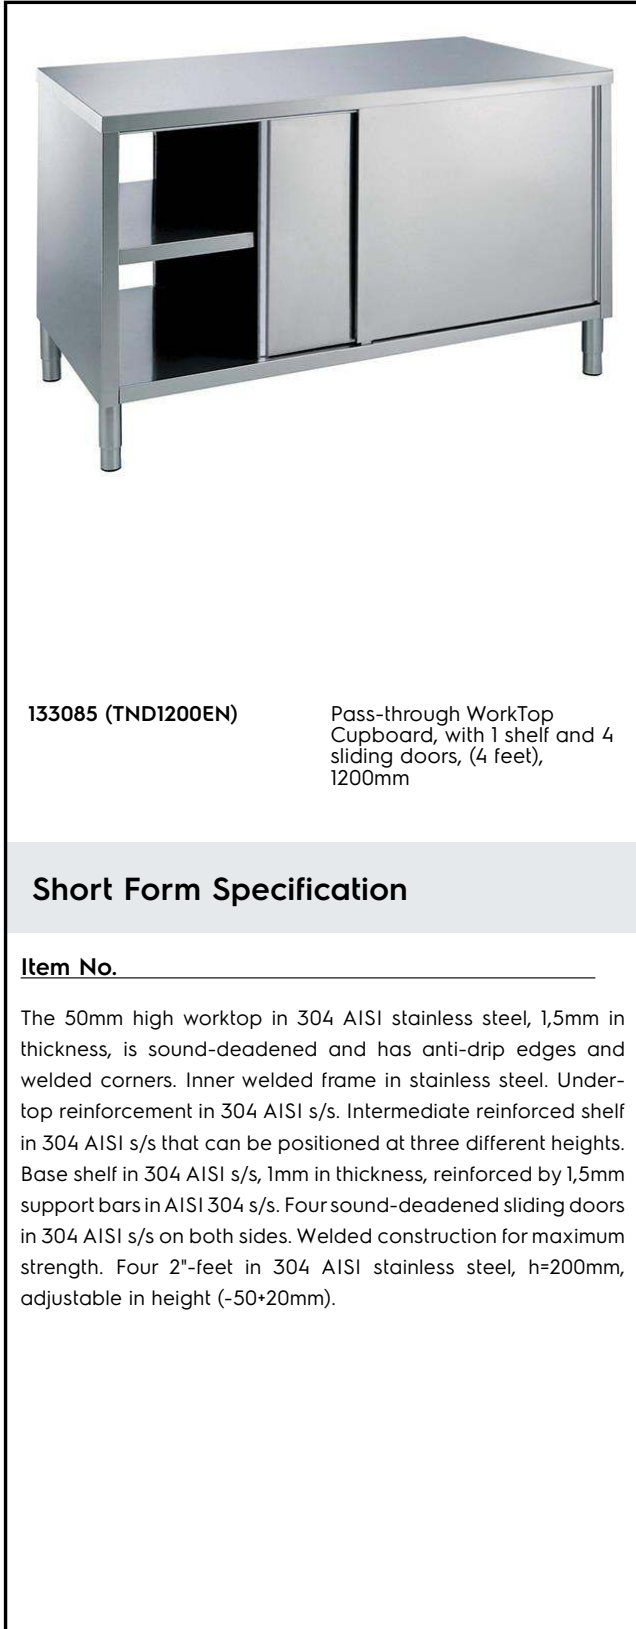 133085 (TND1200EN)
Pass-through WorkTop
Cupboard, with 1 shelf and 4
sliding doors, (4 feet),
1200mm
Short Form Specification
Item No.
The 50mm high worktop in 304 AISI stainless steel, 1,5mm in
thickness, is sound-deadened and has anti-drip edges and
welded corners. Inner welded frame in stainless steel. Under-
top reinforcement in 304 AISI s/s. Intermediate reinforced shelf
in 304 AISI s/s that can be positioned at three different heights.
Base shelf in 304 AISI s/s, 1mm in thickness, reinforced by 1,5mm
support bars in AISI 304 s/s. Four sound-deadened sliding doors
in 304 AISI s/s on both sides. Welded construction for maximum
strength. Four 2"-feet in 304 AISI stainless steel, h=200mm,
adjustable in height (-50+20mm).